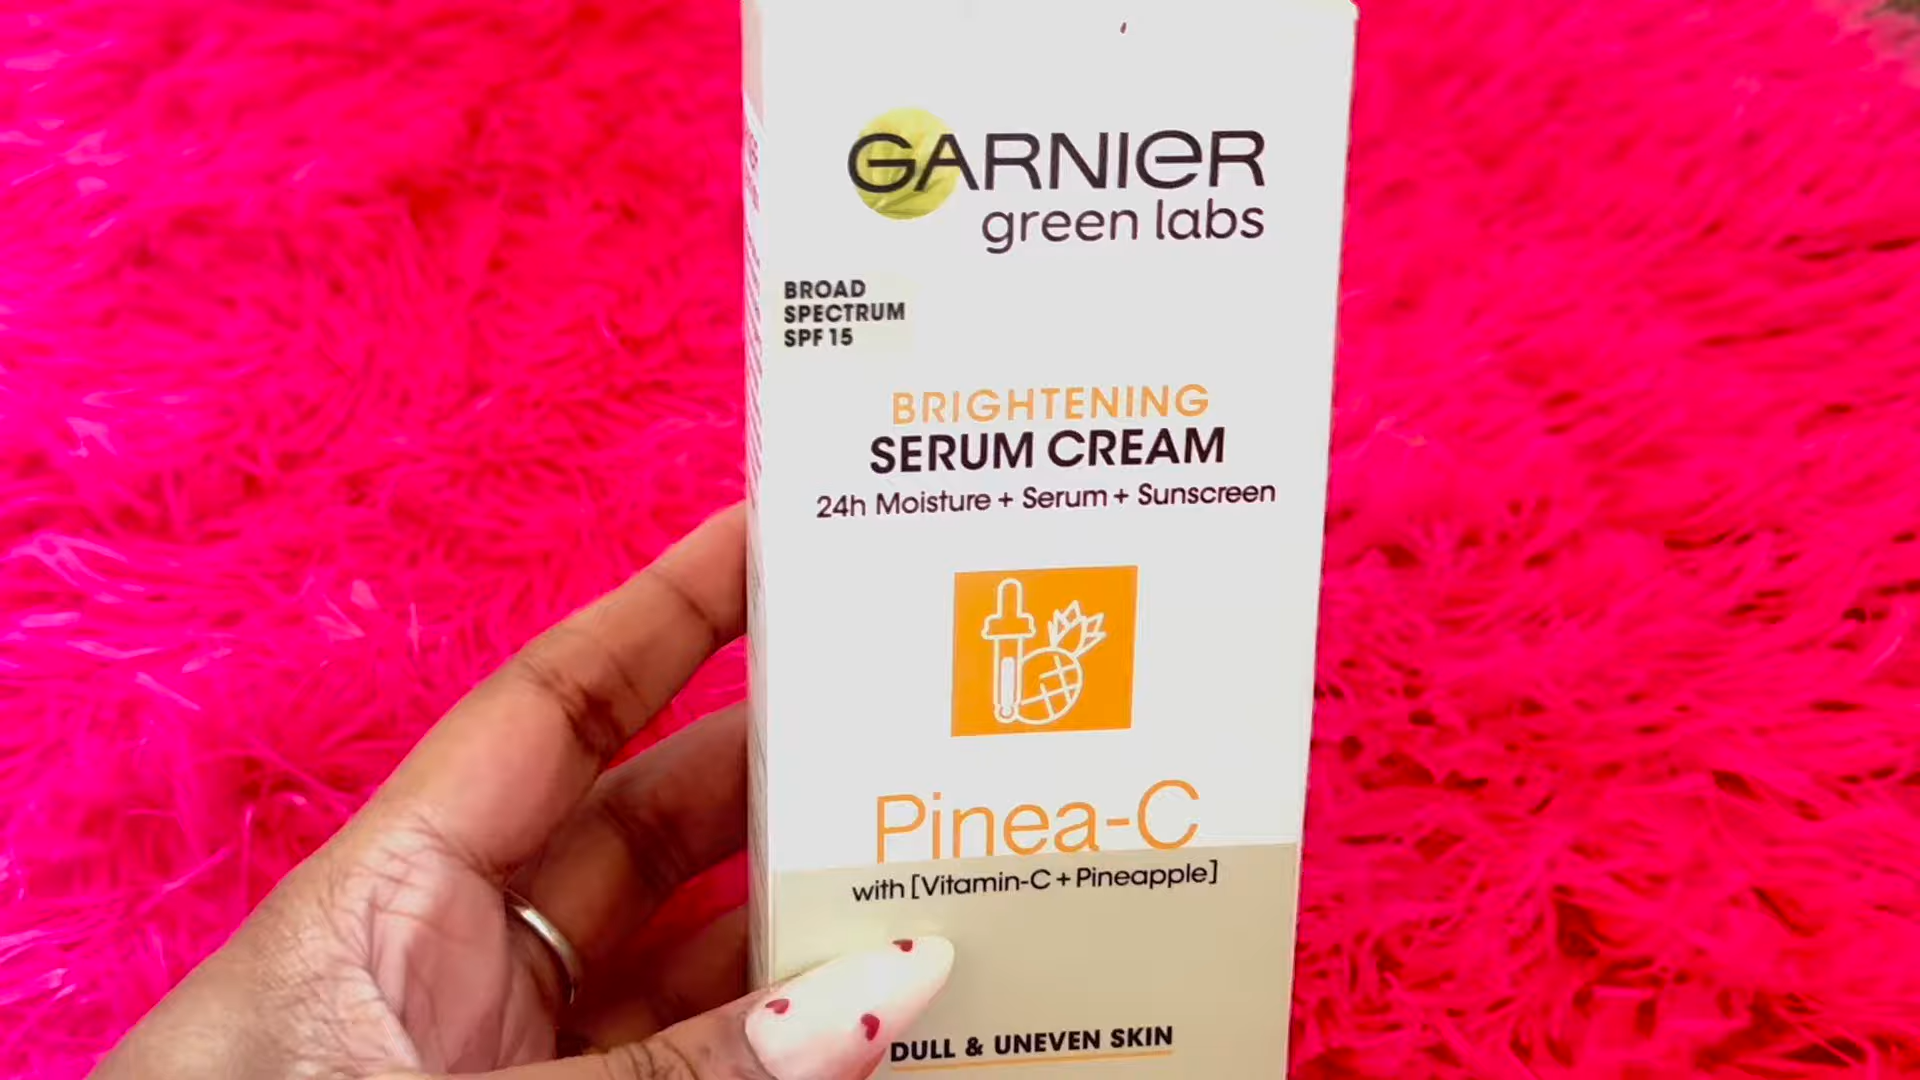 GARNIER
green labs
BROAD
SPECTRUM
SPF 15
BRIGHTENING
SERUM CREAM
24h Moisture + Serum + Sunscreen
Pinea-C
with [Vitamin-C + Pineapple]
DULL & UNEVEN SKIN